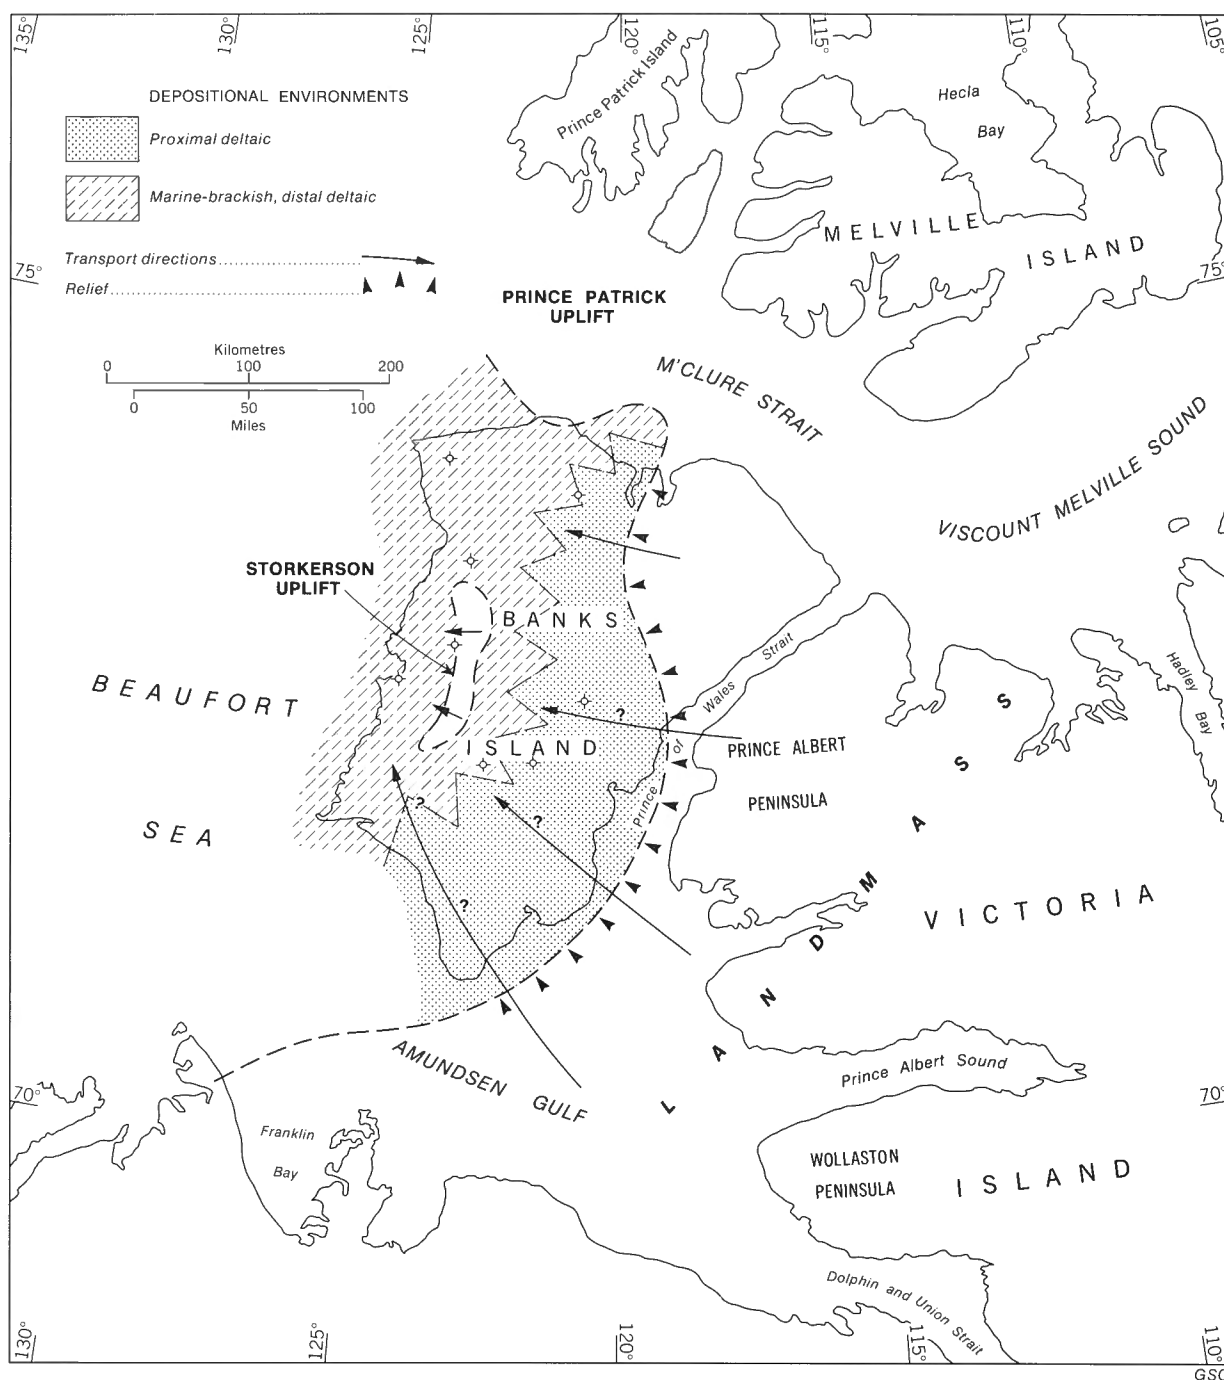 135°
130°
125°
120°
115°
110°
105°
DEPOSITIONAL ENVIRONMENTS
Proximal deltaic
Marine-brackish, distal deltaic
Transport directions
Relief
Kilometres
0 100 200
0 50 100
Miles
Prince Patrick Island
Hecla
Bay
MELVILLE
ISLAND
75°
75°
PRINCE PATRICK
UPLIFT
M'CLURE STRAIT
VISCOUNT MELVILLE SOUND
STORKERSON
UPLIFT
BANKS
ISLAND
BEAUFORT
SEA
Prince of Wales Strait
Hadley
Bay
PRINCE ALBERT
PENINSULA
?
?
?
?
LANDMASS
VICTORIA
ISLAND
AMUNDSEN GULF
Prince Albert Sound
70°
70°
Franklin
Bay
WOLLASTON
PENINSULA
Dolphin and Union Strait
130°
125°
120°
115°
110°
GSC